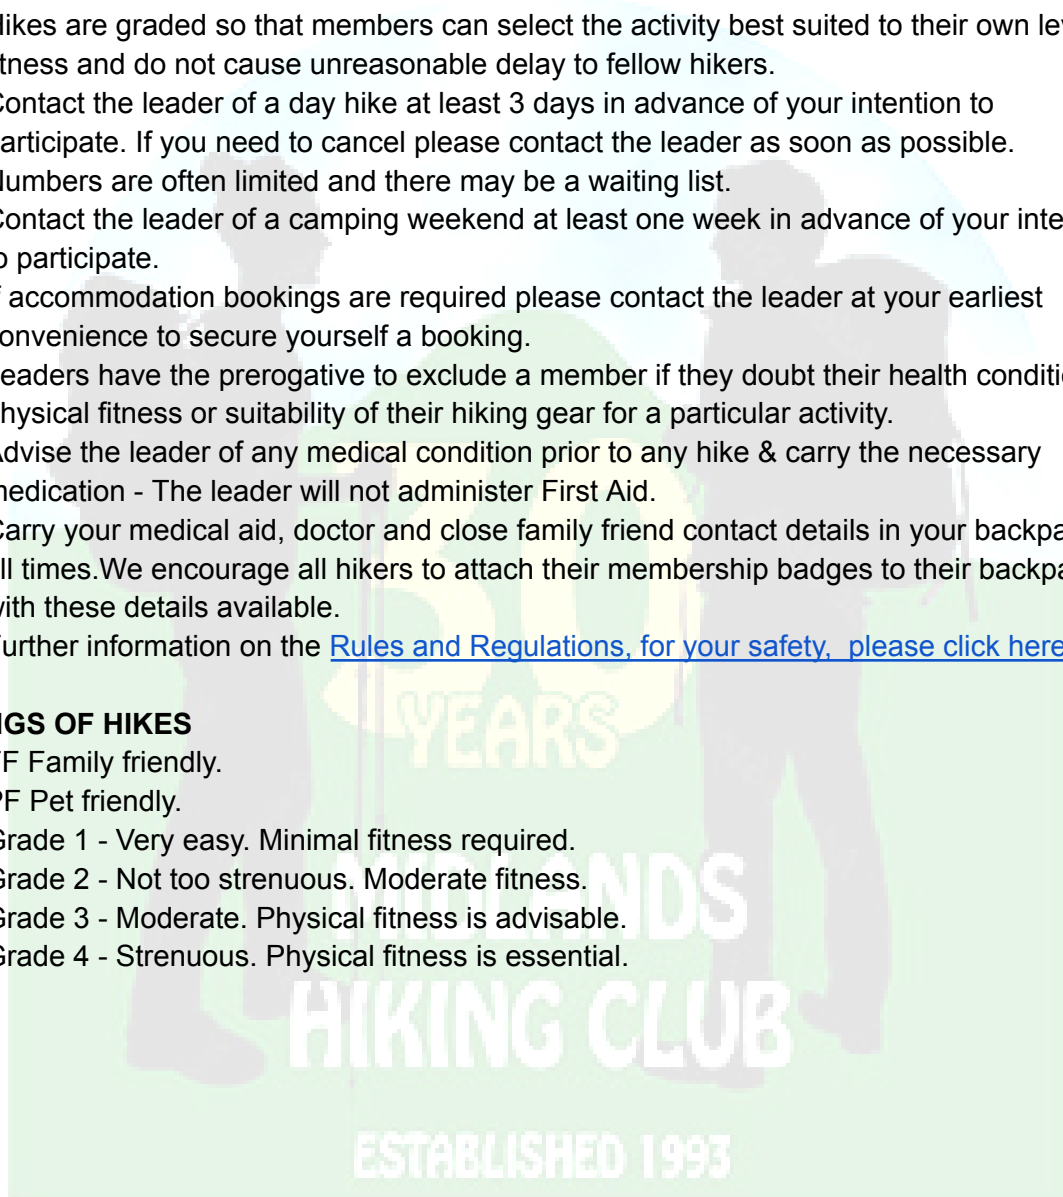 Hikes are graded so that members can select the activity best suited to their own lev
itness and do not cause unreasonable delay to fellow hikers.
Contact the leader of a day hike at least 3 days in advance of your intention to
participate. If you need to cancel please contact the leader as soon as possible.
Numbers are often limited and there may be a waiting list.
Contact the leader of a camping weekend at least one week in advance of your inte
o participate.
f accommodation bookings are required please contact the leader at your earliest
convenience to secure yourself a booking.
eaders have the prerogative to exclude a member if they doubt their health conditi
physical fitness or suitability of their hiking gear for a particular activity.
Advise the leader of any medical condition prior to any hike & carry the necessary
medication - The leader will not administer First Aid.
Carry your medical aid, doctor and close family friend contact details in your backpa
ll times.We encourage all hikers to attach their membership badges to their backpa
with these details available.
Further information on the Rules and Regulations, for your safety, please click here
30
YEARS
NGS OF HIKES
FF Family friendly.
PF Pet friendly.
Grade 1 - Very easy. Minimal fitness required.
Grade 2 - Not too strenuous. Moderate fitness.
Grade 3 - Moderate. Physical fitness is advisable.
Grade 4 - Strenuous. Physical fitness is essential.
MIDLANDS
HIKING CLUB
ESTABLISHED 1993